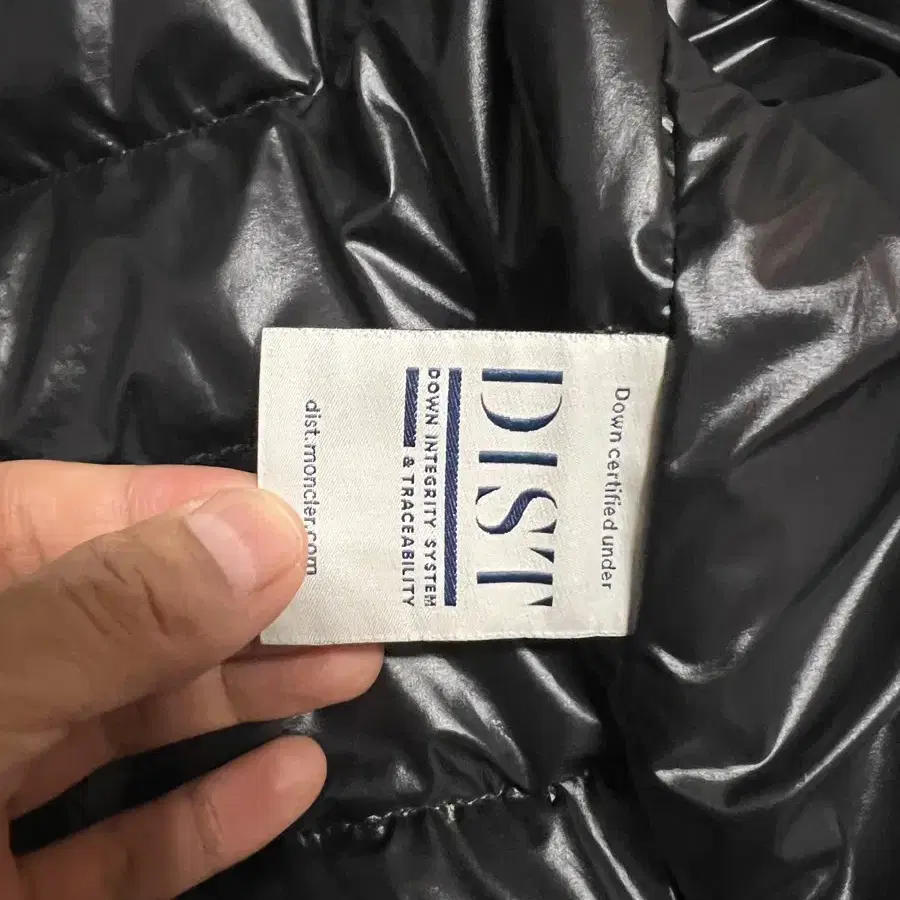 Down certified under
DIST
DOWN INTEGRITY SYSTEM
& TRACEABILITY
dist.moncler.com